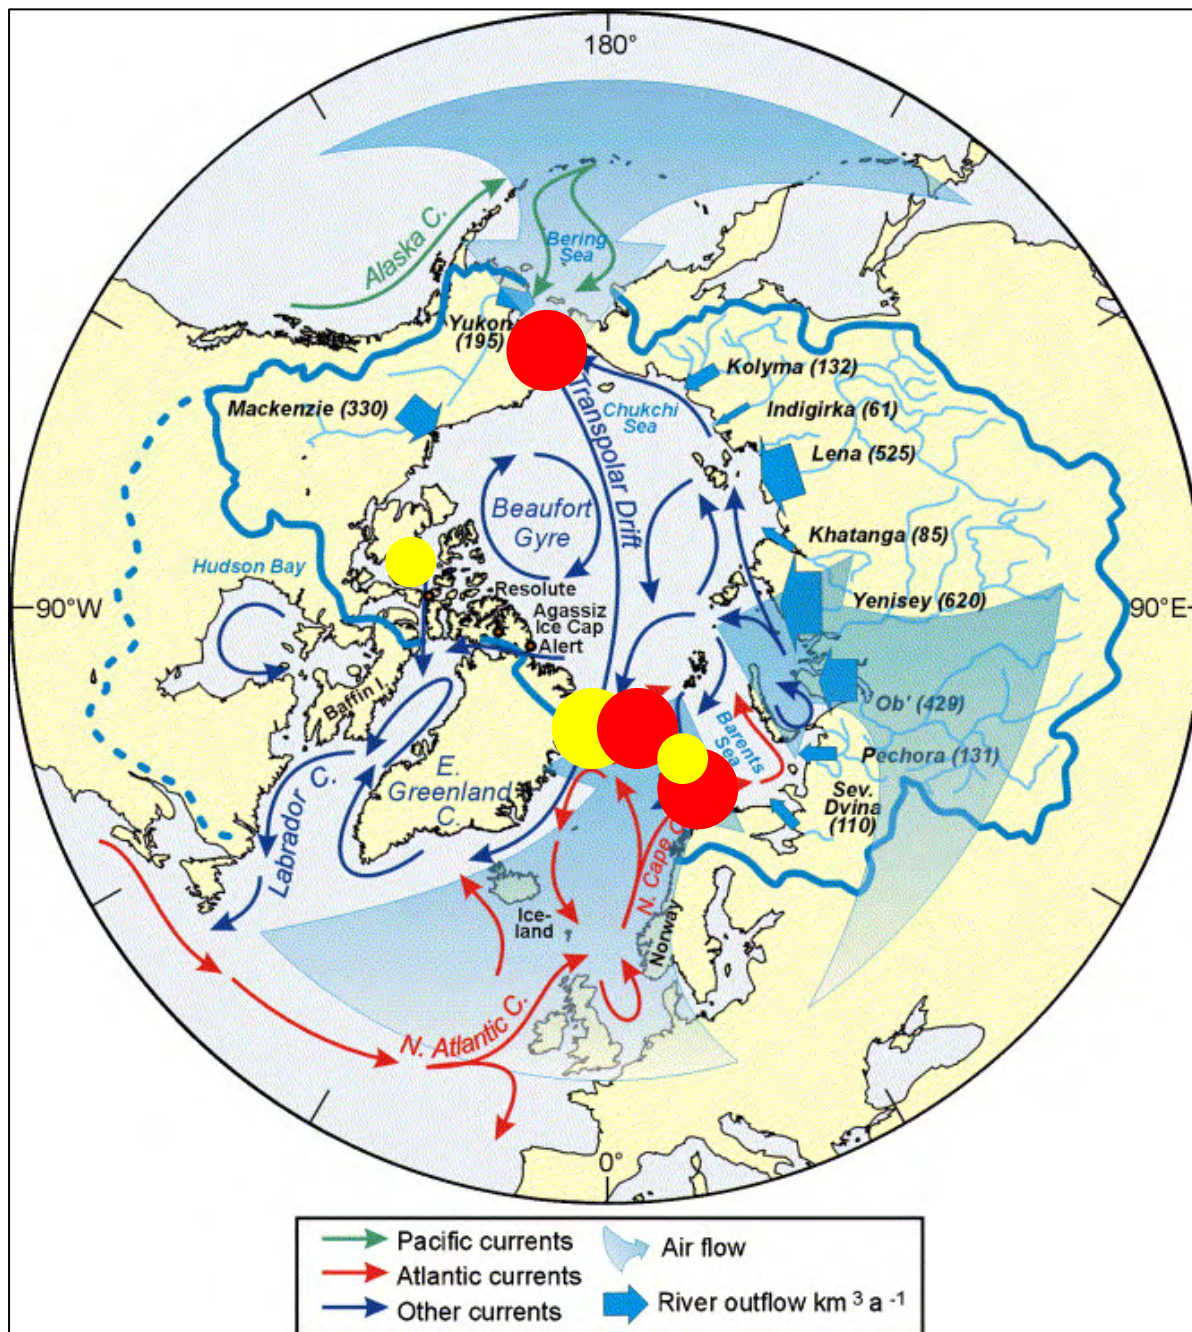 180°
Alaska C.
Bering
Sea
Yukon
(195)
Kolyma (132)
Mackenzie (330)
Chukchi
Sea
Indigirka (61)
Transpolar Drift
Lena (525)
Beaufort
Gyre
Khatanga (85)
Hudson Bay
Resolute
Yenisey (620)
90°W
Agassiz
Ice Cap
Alert
90°E
Baffin I.
Ob' (429)
Barents
Sea
Pechora (131)
E.
Greenland
C.
Sev.
Dvina
(110)
Labrador C.
N. Cape C.
Ice-
land
Norway
N. Atlantic C.
0°
Pacific currents
Atlantic currents
Other currents
Air flow
River outflow km ³ a ⁻¹